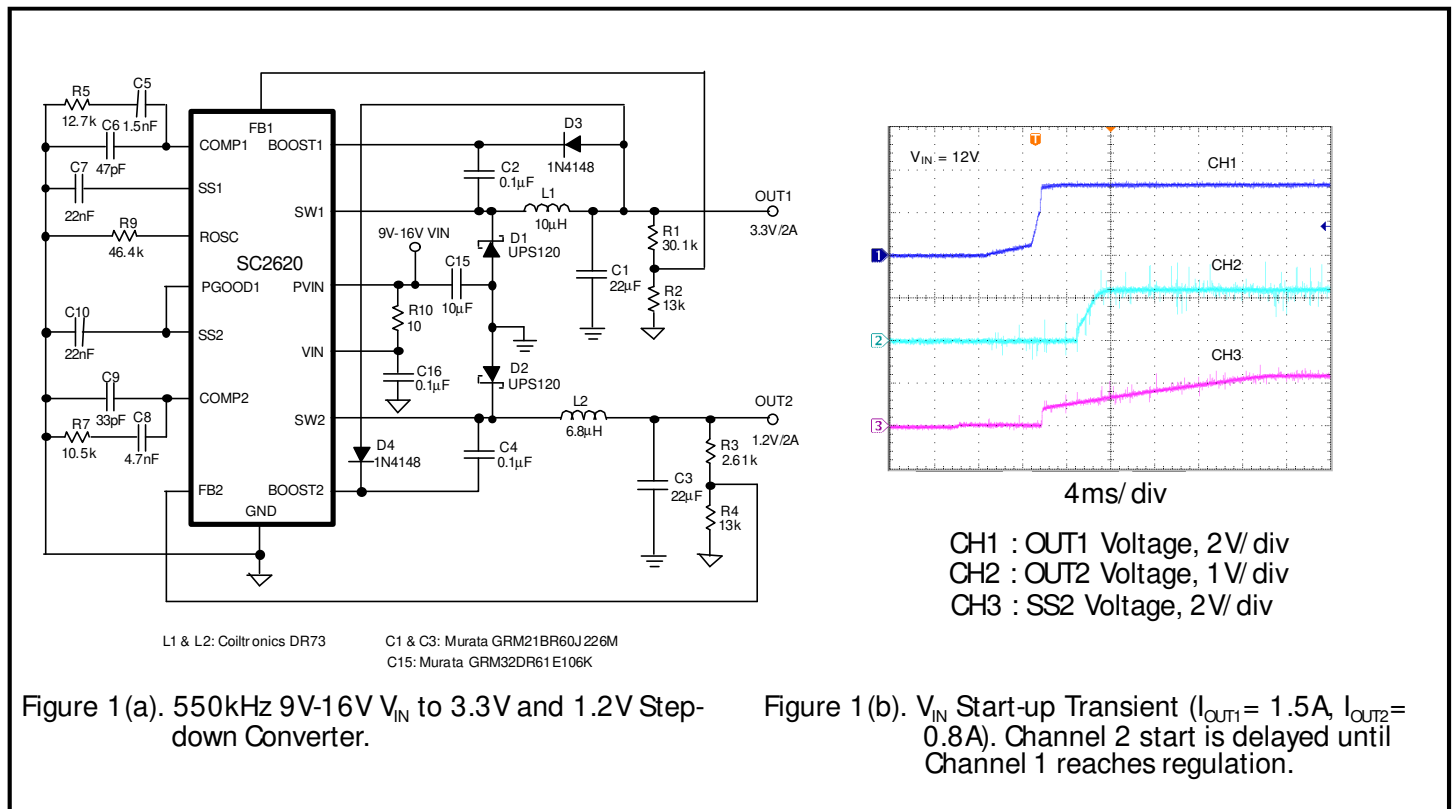 R5
12.7k
C5
1.5nF
C6
47pF
C7
22nF
R9
46.4k
C10
22nF
C9
33pF
R7
10.5k
C8
4.7nF
FB1
COMP1
BOOST1
SS1
SW1
ROSC
SC2620
PGOOD1
PVIN
SS2
VIN
COMP2
SW2
FB2
BOOST2
GND
D3
1N4148
C2
0.1µF
L1
10µH
OUT1
3.3V/2A
9V-16V VIN
C15
10µF
D1
UPS120
R1
30.1k
C1
22µF
R2
13k
R10
10
C16
0.1µF
D2
UPS120
L2
6.8µH
OUT2
1.2V/2A
D4
1N4148
C4
0.1µF
R3
2.61k
C3
22µF
R4
13k
L1 & L2: Coiltronics DR73
C1 & C3: Murata GRM21BR60J226M
C15: Murata GRM32DR61E106K
Figure 1(a). 550kHz 9V-16V VIN to 3.3V and 1.2V Step-
down Converter.
T
VIN = 12V
CH1
1
CH2
2
CH3
3
4ms/div
CH1 : OUT1 Voltage, 2V/div
CH2 : OUT2 Voltage, 1V/div
CH3 : SS2 Voltage, 2V/div
Figure 1(b). VIN Start-up Transient (IOUT1= 1.5A, IOUT2=
0.8A). Channel 2 start is delayed until
Channel 1 reaches regulation.